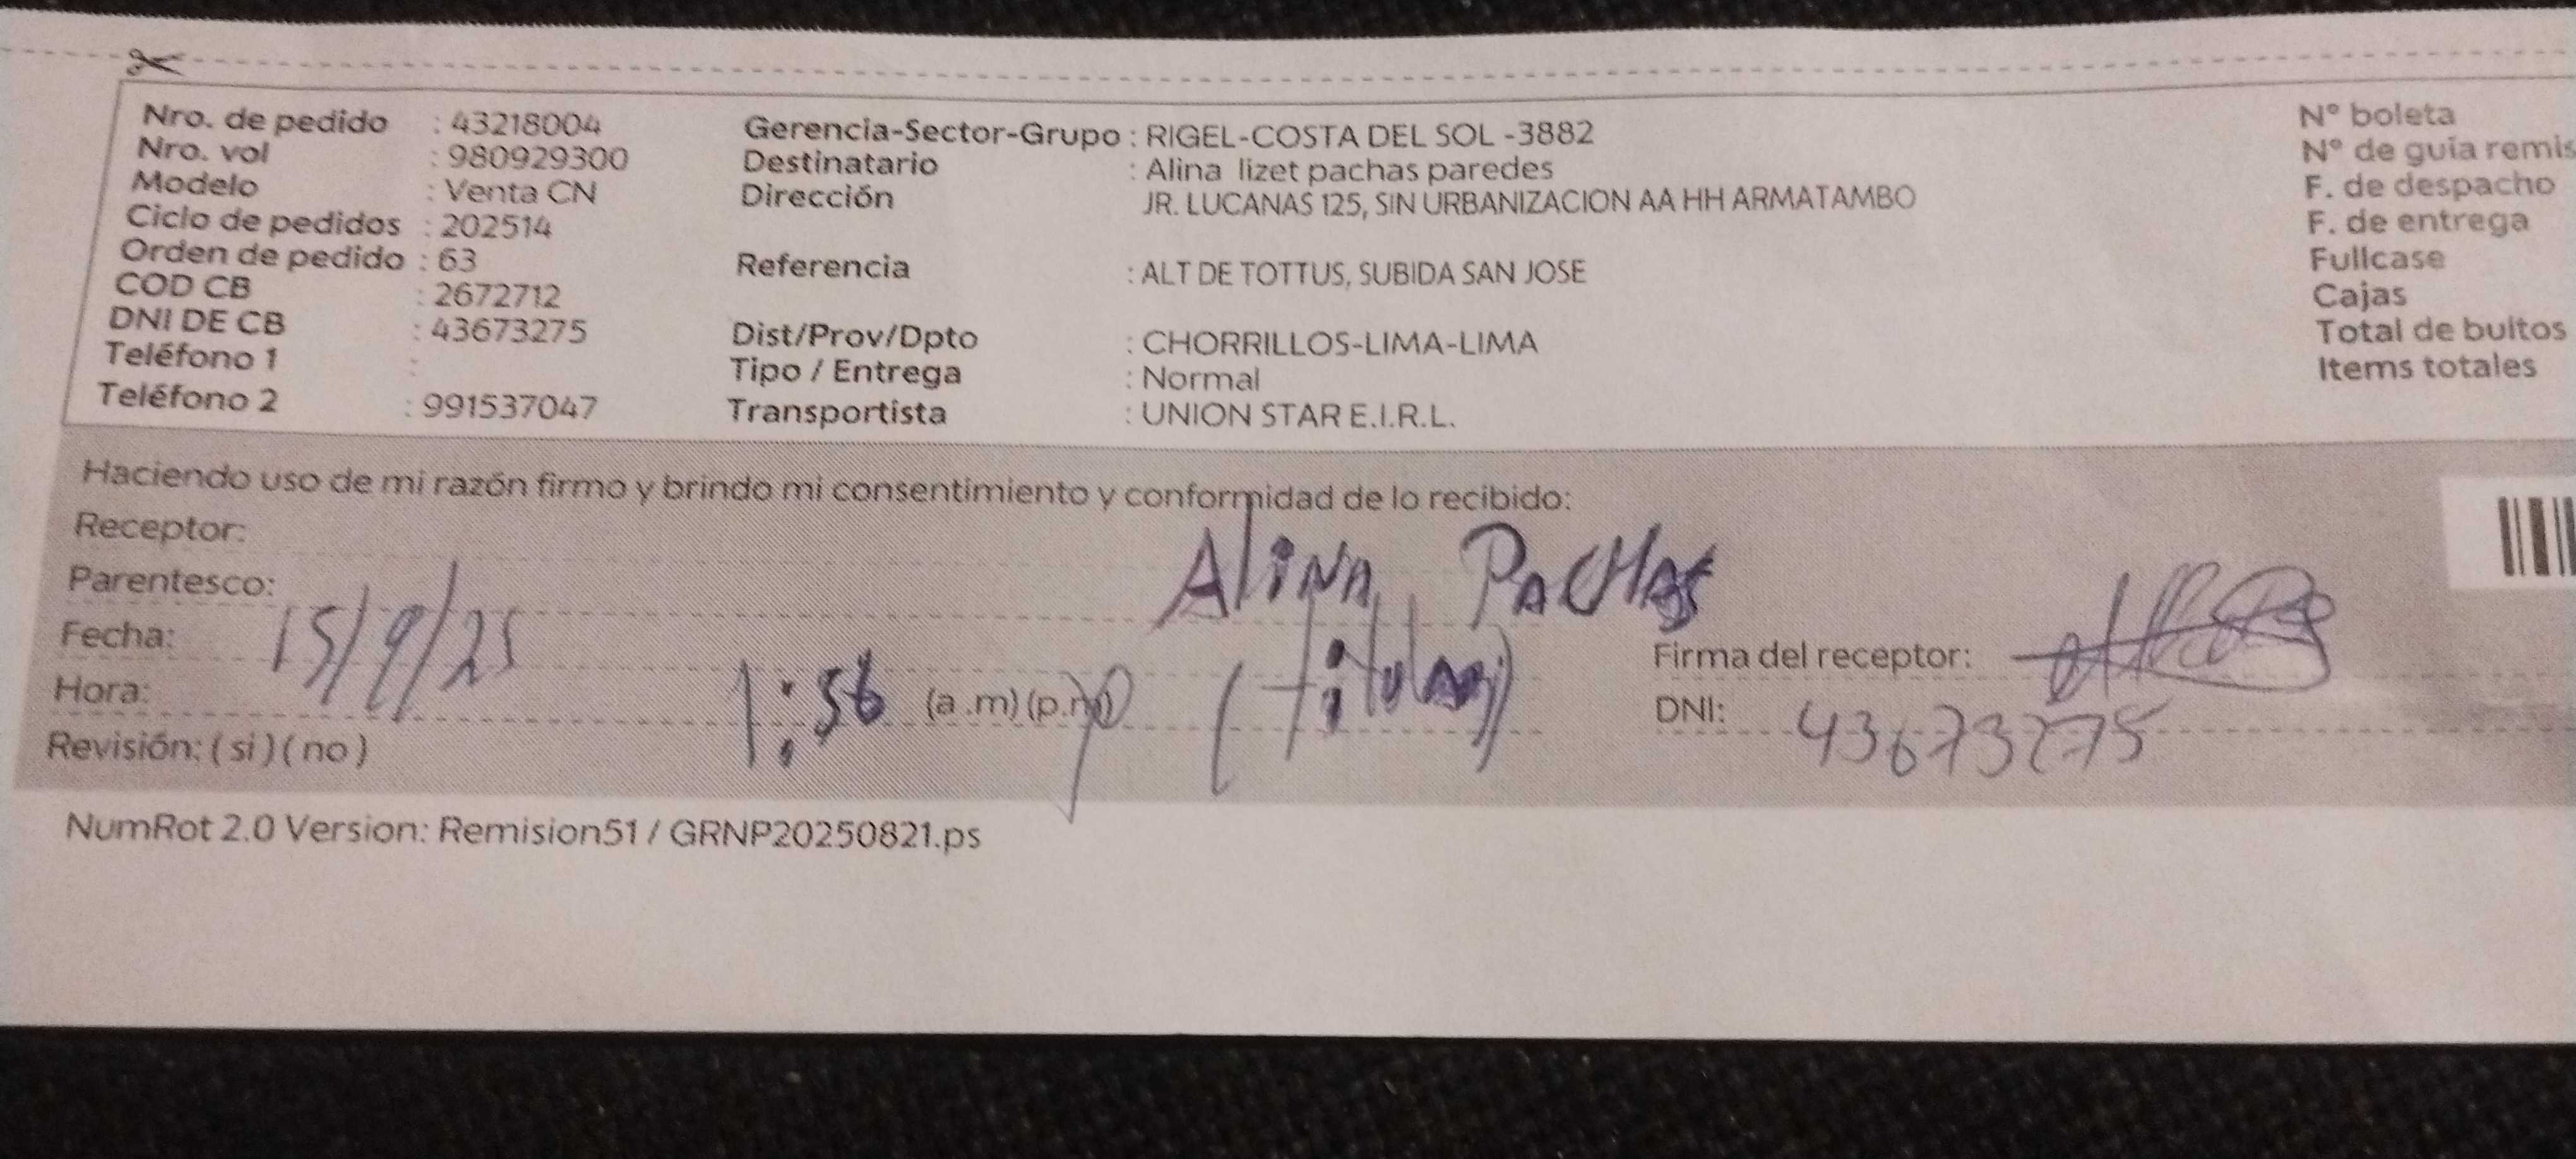 Nro. de pedido : 43218004
Nro. vol : 980929300
Modelo : Venta CN
Ciclo de pedidos : 202514
Orden de pedido : 63
COD CB : 2672712
DNI DE CB : 43673275
Teléfono 1 :
Teléfono 2 : 991537047
Gerencia-Sector-Grupo : RIGEL-COSTA DEL SOL -3882
Destinatario : Alina lizet pachas paredes
Dirección JR. LUCANAS 125, SIN URBANIZACION AA HH ARMATAMBO
Referencia : ALT DE TOTTUS, SUBIDA SAN JOSE
Dist/Prov/Dpto : CHORRILLOS-LIMA-LIMA
Tipo / Entrega : Normal
Transportista : UNION STAR E.I.R.L.
N° boleta
N° de guía remis
F. de despacho
F. de entrega
Fullcase
Cajas
Total de bultos
Items totales
Haciendo uso de mi razón firmo y brindo mi consentimiento y conformidad de lo recibido:
Receptor: Alina Pachas
Parentesco: (titular)
Fecha: 15/9/25
Hora: 1:56 (a .m) (p.m)
Revisión: ( si ) ( no )
Firma del receptor:
DNI: 43673275
NumRot 2.0 Version: Remision51 / GRNP20250821.ps